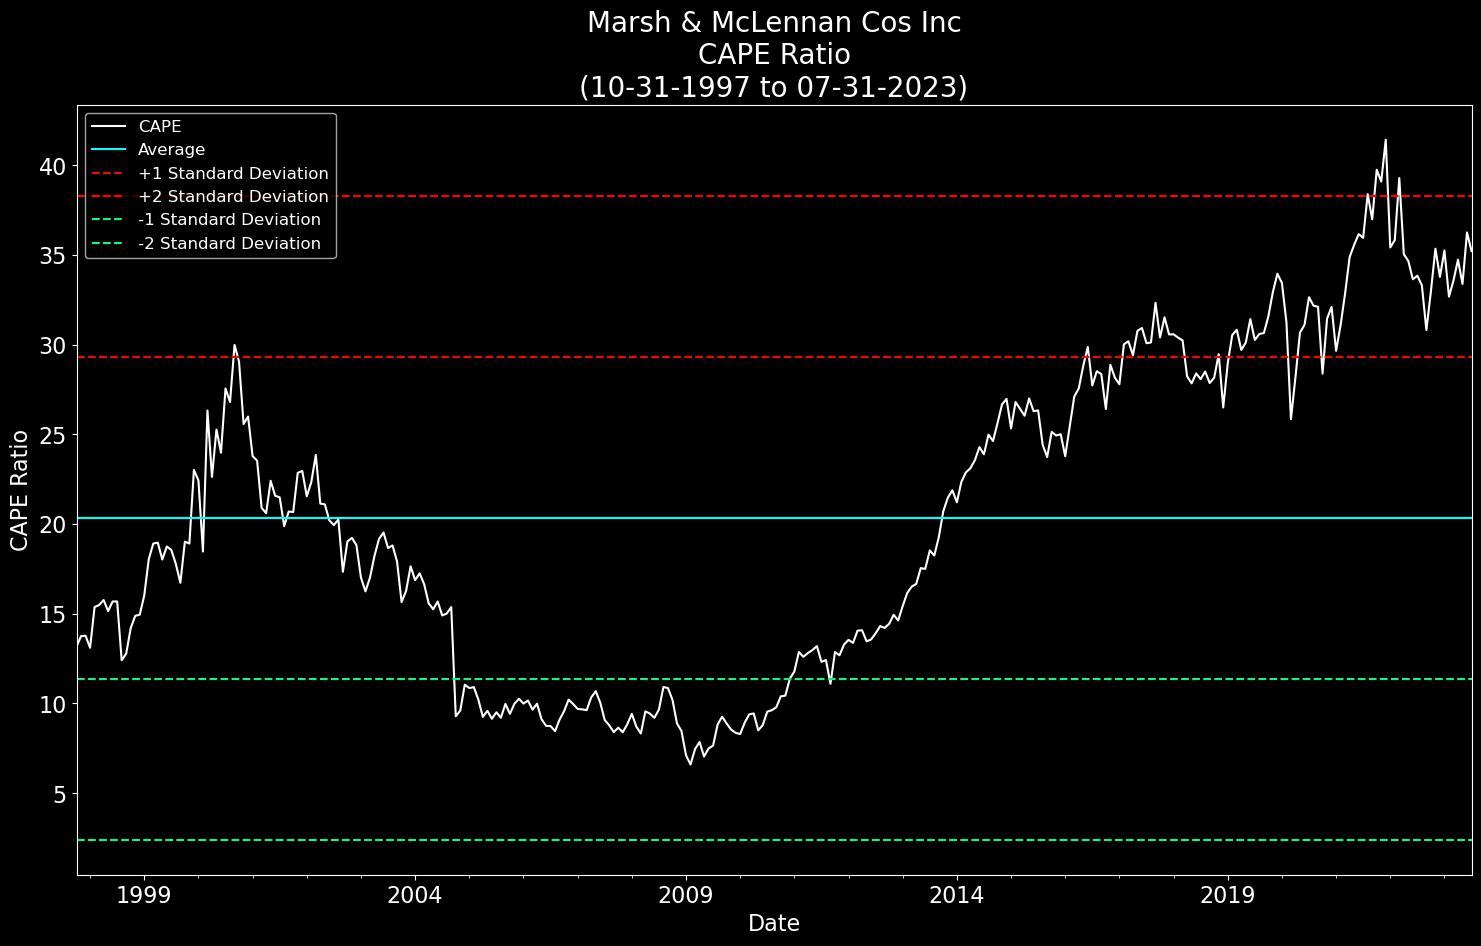 Marsh & McLennan Cos Inc
CAPE Ratio
(10-31-1997 to 07-31-2023)
CAPE
Average
+1 Standard Deviation
+2 Standard Deviation
-1 Standard Deviation
-2 Standard Deviation
CAPE Ratio
40
35
30
25
20
15
10
5
1999
2004
2009
2014
2019
Date